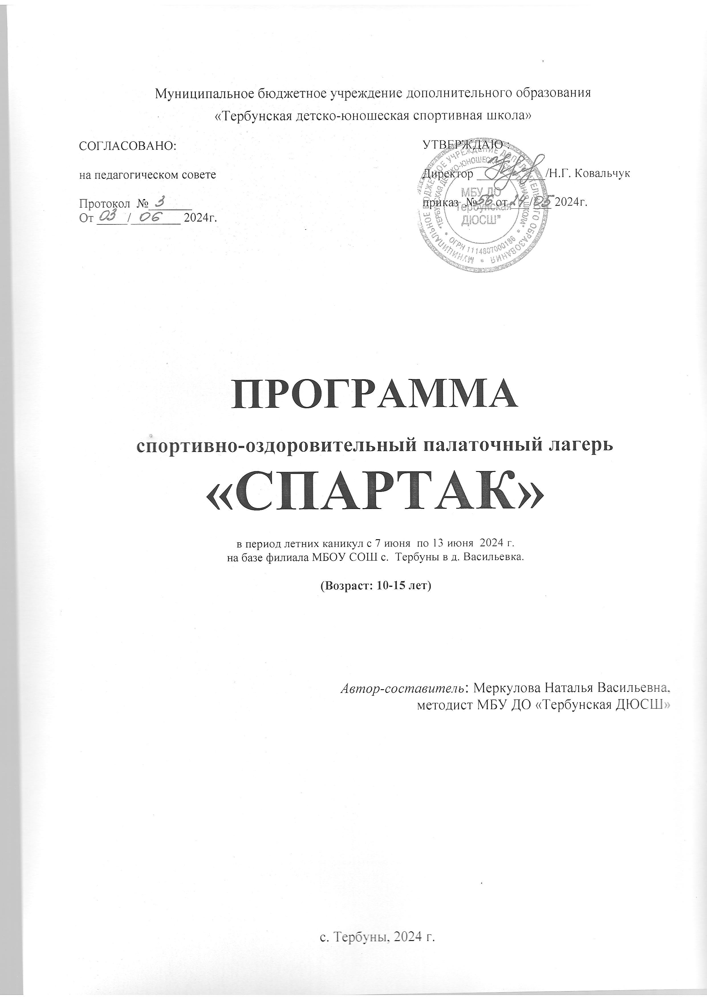 Муниципальное бюджетное учреждение дополнительного образования
«Тербунская детско-юношеская спортивная школа»
СОГЛАСОВАНО:
на педагогическом совете
Протокол № 3
От 03 / 06 2024г.
УТВЕРЖДАЮ :
Директор /Н.Г. Ковальчук
приказ №56 от 24 /05 2024г.
МУНИЦИПАЛЬНОЕ БЮДЖЕТНОЕ УЧРЕЖДЕНИЕ ДОПОЛНИТЕЛЬНОГО ОБРАЗОВАНИЯ *
"ТЕРБУНСКАЯ ДЕТСКО-ЮНОШЕСКАЯ СПОРТИВНАЯ ШКОЛА"
* ОГРН 1114807000186 *
МБУ ДО
"Тербунская
ДЮСШ"
ПРОГРАММА
спортивно-оздоровительный палаточный лагерь
«СПАРТАК»
в период летних каникул с 7 июня по 13 июня 2024 г.
на базе филиала МБОУ СОШ с. Тербуны в д. Васильевка.
(Возраст: 10-15 лет)
Автор-составитель: Меркулова Наталья Васильевна,
методист МБУ ДО «Тербунская ДЮСШ»
с. Тербуны, 2024 г.